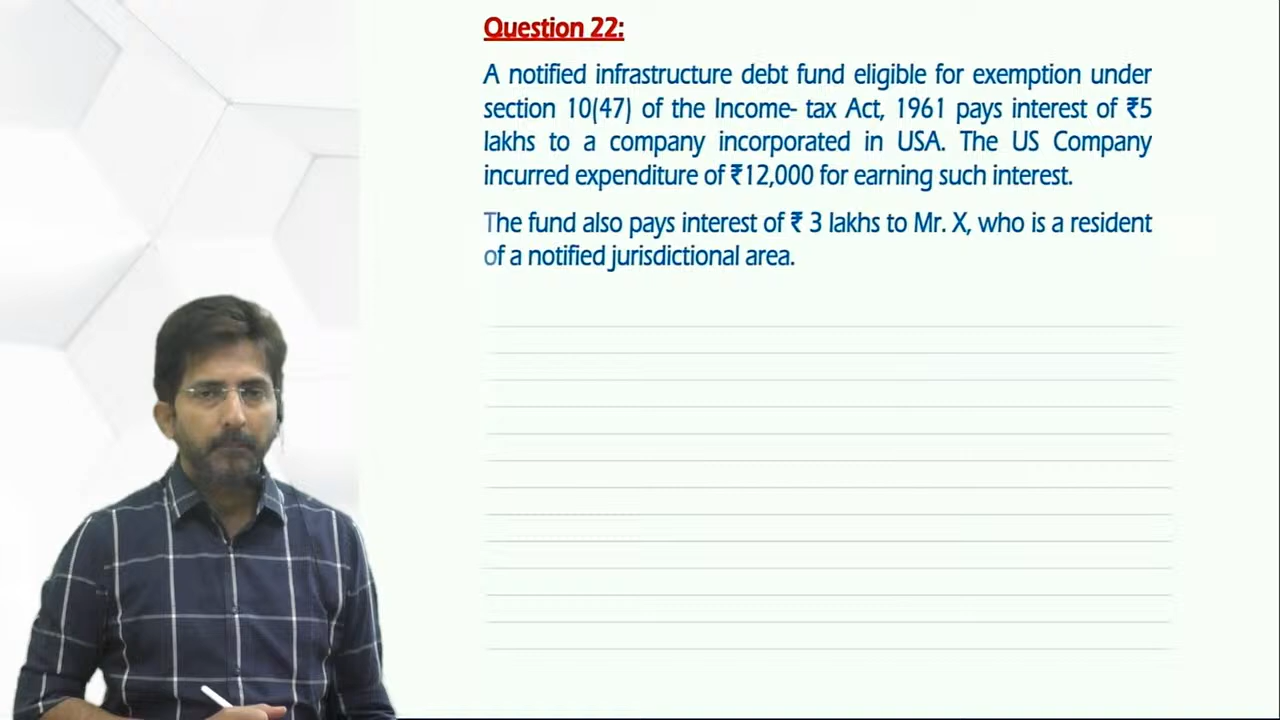 Question 22:
A notified infrastructure debt fund eligible for exemption under
section 10(47) of the Income- tax Act, 1961 pays interest of ₹5
lakhs to a company incorporated in USA. The US Company
incurred expenditure of ₹12,000 for earning such interest.
The fund also pays interest of ₹ 3 lakhs to Mr. X, who is a resident
of a notified jurisdictional area.